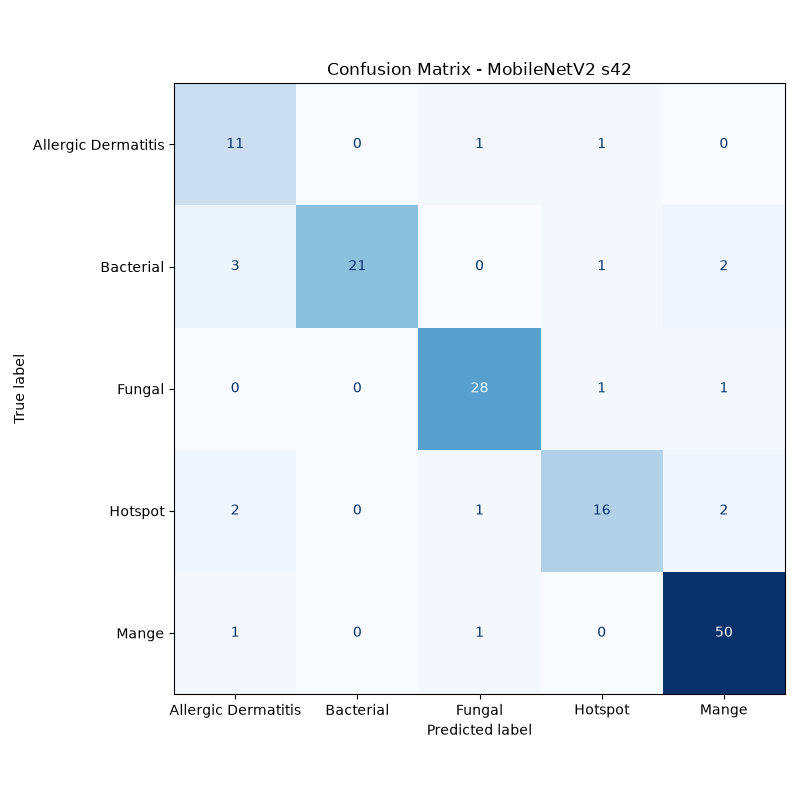 Confusion Matrix - MobileNetV2 s42
True label
Allergic Dermatitis 11 0 1 1 0
Bacterial 3 21 0 1 2
Fungal 0 0 28 1 1
Hotspot 2 0 1 16 2
Mange 1 0 1 0 50
Allergic Dermatitis Bacterial Fungal Hotspot Mange
Predicted label